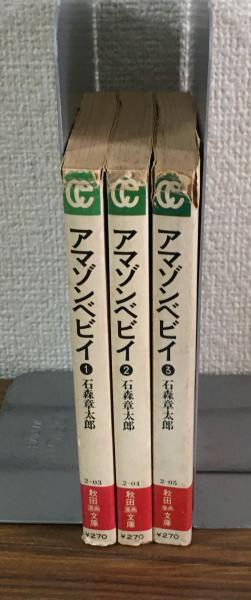 アマゾンベビイ
1
石森章太郎
2-03
秋田
漫画
文庫
¥270
アマゾンベビイ
2
石森章太郎
2-04
秋田
漫画
文庫
¥270
アマゾンベビイ
3
石森章太郎
2-05
秋田
漫画
文庫
¥270